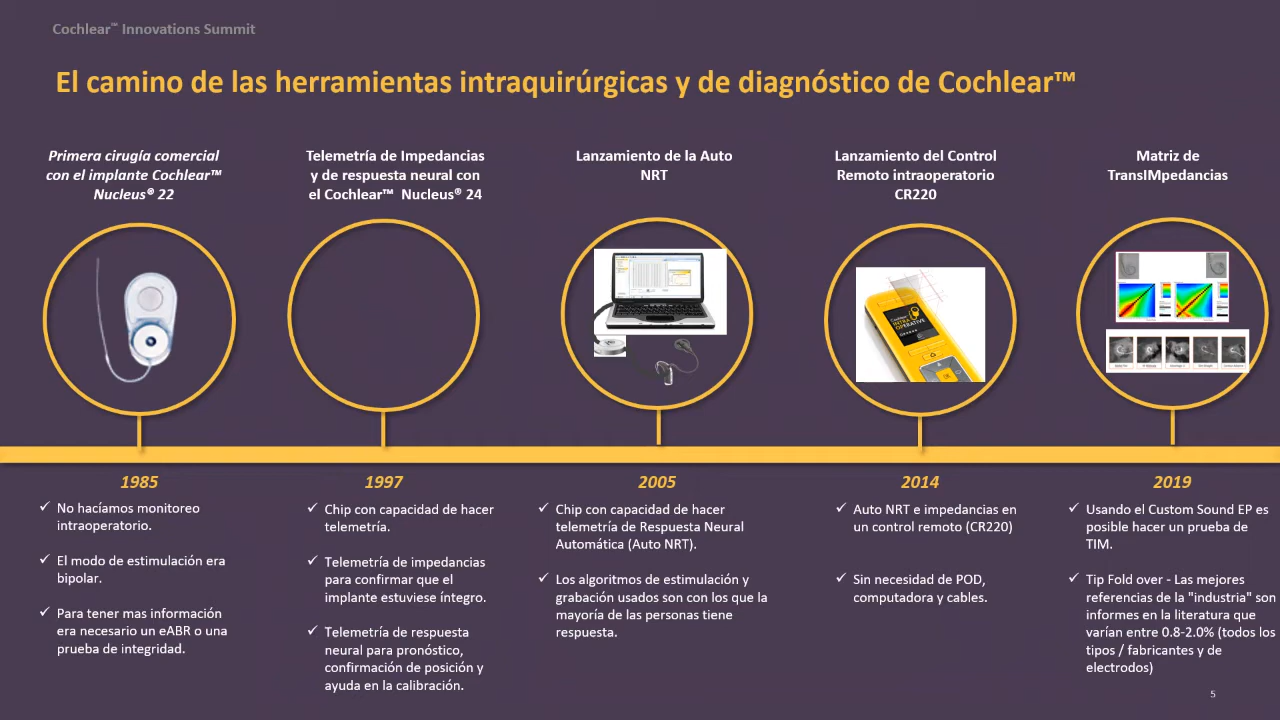 Cochlear™ Innovations Summit
El camino de las herramientas intraquirúrgicas y de diagnóstico de Cochlear™
Primera cirugía comercial
con el implante Cochlear™
Nucleus® 22
Telemetría de Impedancias
y de respuesta neural con
el Cochlear™ Nucleus® 24
Lanzamiento de la Auto
NRT
Lanzamiento del Control
Remoto intraoperatorio
CR220
Matriz de
TransIMpedancias
Cochlear™
INTRA
OPERATIVE
1985
✓ No hacíamos monitoreo
intraoperatorio.
✓ El modo de estimulación era
bipolar.
✓ Para tener mas información
era necesario un eABR o una
prueba de integridad.
1997
✓ Chip con capacidad de hacer
telemetría.
✓ Telemetría de impedancias
para confirmar que el
implante estuviese íntegro.
✓ Telemetría de respuesta
neural para pronóstico,
confirmación de posición y
ayuda en la calibración.
2005
✓ Chip con capacidad de hacer
telemetría de Respuesta Neural
Automática (Auto NRT).
✓ Los algoritmos de estimulación y
grabación usados son con los que la
mayoría de las personas tiene
respuesta.
2014
✓ Auto NRT e impedancias en
un control remoto (CR220)
✓ Sin necesidad de POD,
computadora y cables.
2019
✓ Usando el Custom Sound EP es
posible hacer un prueba de
TIM.
✓ Tip Fold over - Las mejores
referencias de la "industria" son
informes en la literatura que
varían entre 0.8-2.0% (todos los
tipos / fabricantes y de
electrodos)
5